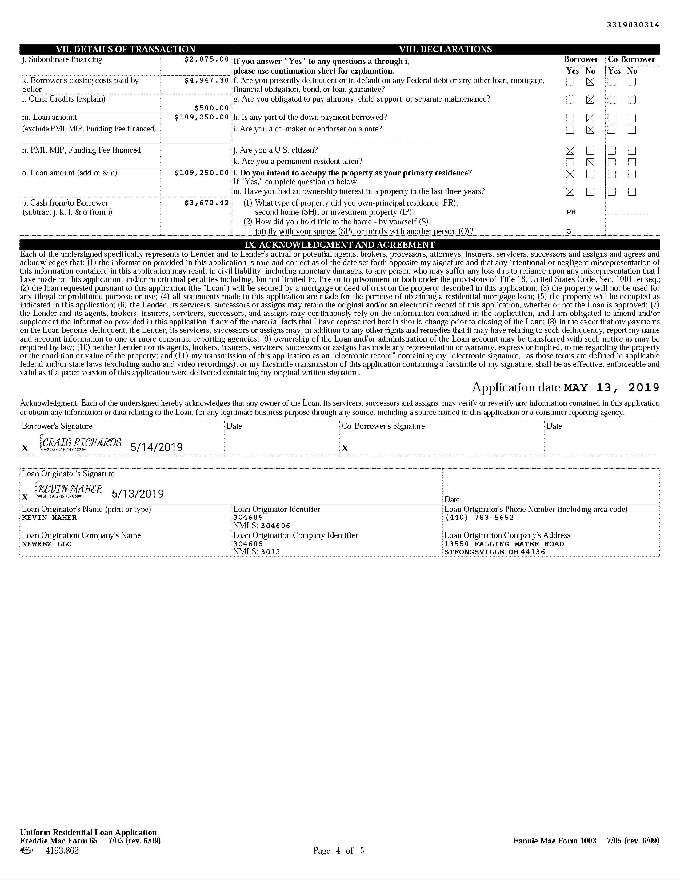 3319030314
VII. DETAILS OF TRANSACTION
VIII. DECLARATIONS
j. Subordinate financing $2,075.00
If you answer "Yes" to any questions a through i,
please use continuation sheet for explanation.
Borrower Co-Borrower
Yes No Yes No
k. Borrower's closing costs paid by
Seller
$4,947.30
f. Are you presently delinquent or in default on any Federal debt or any other loan, mortgage,
financial obligation, bond, or loan guarantee?
l. Other Credits (explain)
$500.00
g. Are you obligated to pay alimony, child support, or separate maintenance?
m. Loan amount $109,250.00
(exclude PMI, MIP, Funding Fee financed)
h. Is any part of the down payment borrowed?
i. Are you a co-maker or endorser on a note?
n. PMI, MIP, Funding Fee financed
j. Are you a U.S. citizen?
k. Are you a permanent resident alien?
o. Loan amount (add m & n) $109,250.00
l. Do you intend to occupy the property as your primary residence?
If "Yes," complete question m below.
m. Have you had an ownership interest in a property in the last three years?
p. Cash from/to Borrower
(subtract j, k, l, & o from i)
$3,673.42
(1) What type of property did you own-principal residence (PR),
second home (SH), or investment property (IP)? PR
(2) How did you hold title to the home - by yourself (S),
jointly with your spouse (SP), or jointly with another person (O)? S
IX. ACKNOWLEDGMENT AND AGREEMENT
Each of the undersigned specifically represents to Lender and to Lender's actual or potential agents, brokers, processors, attorneys, insurers, servicers, successors and assigns and agrees and
acknowledges that: (1) the information provided in this application is true and correct as of the date set forth opposite my signature and that any intentional or negligent misrepresentation of
this information contained in this application may result in civil liability, including monetary damages, to any person who may suffer any loss due to reliance upon any misrepresentation that I
have made on this application, and/or in criminal penalties including, but not limited to, fine or imprisonment or both under the provisions of Title 18, United States Code, Sec. 1001, et seq.;
(2) the loan requested pursuant to this application (the "Loan") will be secured by a mortgage or deed of trust on the property described in this application; (3) the property will not be used for
any illegal or prohibited purpose or use; (4) all statements made in this application are made for the purpose of obtaining a residential mortgage loan; (5) the property will be occupied as
indicated in this application; (6) the Lender, its servicers, successors or assigns may retain the original and/or an electronic record of this application, whether or not the Loan is approved; (7)
the Lender and its agents, brokers, insurers, servicers, successors, and assigns may continuously rely on the information contained in the application, and I am obligated to amend and/or
supplement the information provided in this application if any of the material facts that I have represented herein should change prior to closing of the Loan; (8) in the event that my payments
on the Loan become delinquent, the Lender, its servicers, successors or assigns may, in addition to any other rights and remedies that it may have relating to such delinquency, report my name
and account information to one or more consumer reporting agencies; (9) ownership of the Loan and/or administration of the Loan account may be transferred with such notice as may be
required by law; (10) neither Lender nor its agents, brokers, insurers, servicers, successors or assigns has made any representation or warranty, express or implied, to me regarding the property
or the condition or value of the property; and (11) my transmission of this application as an "electronic record" containing my "electronic signature," as those terms are defined in applicable
federal and/or state laws (excluding audio and video recordings), or my facsimile transmission of this application containing a facsimile of my signature, shall be as effective, enforceable and
valid as if a paper version of this application were delivered containing my original written signature.
Application date MAY 13, 2019
Acknowledgment. Each of the undersigned hereby acknowledges that any owner of the Loan, its servicers, successors and assigns may verify or reverify any information contained in this application
or obtain any information or data relating to the Loan, for any legitimate business purpose through any source, including a source named in this application or a consumer reporting agency.
Borrower's Signature Date Co-Borrower's Signature Date
X CRAIG RICHARDS 5/14/2019 X
Loan Originator's Signature
X KEVIN MAHER 5/13/2019
Date
Loan Originator's Name (print or type) Loan Originator Identifier Loan Originator's Phone Number (including area code)
KEVIN MAHER 304606
NMLS: 304606
Loan Origination Company's Name Loan Origination Company Identifier Loan Origination Company's Address
NEWREZ LLC
NMLS: 3013
STRONGSVILLE OH 44136
Uniform Residential Loan Application
Freddie Mac Form 65 7/05 (rev. 6/09)
Fannie Mae Form 1003 7/05 (rev. 6/09)
4193.862
Page 4 of 5